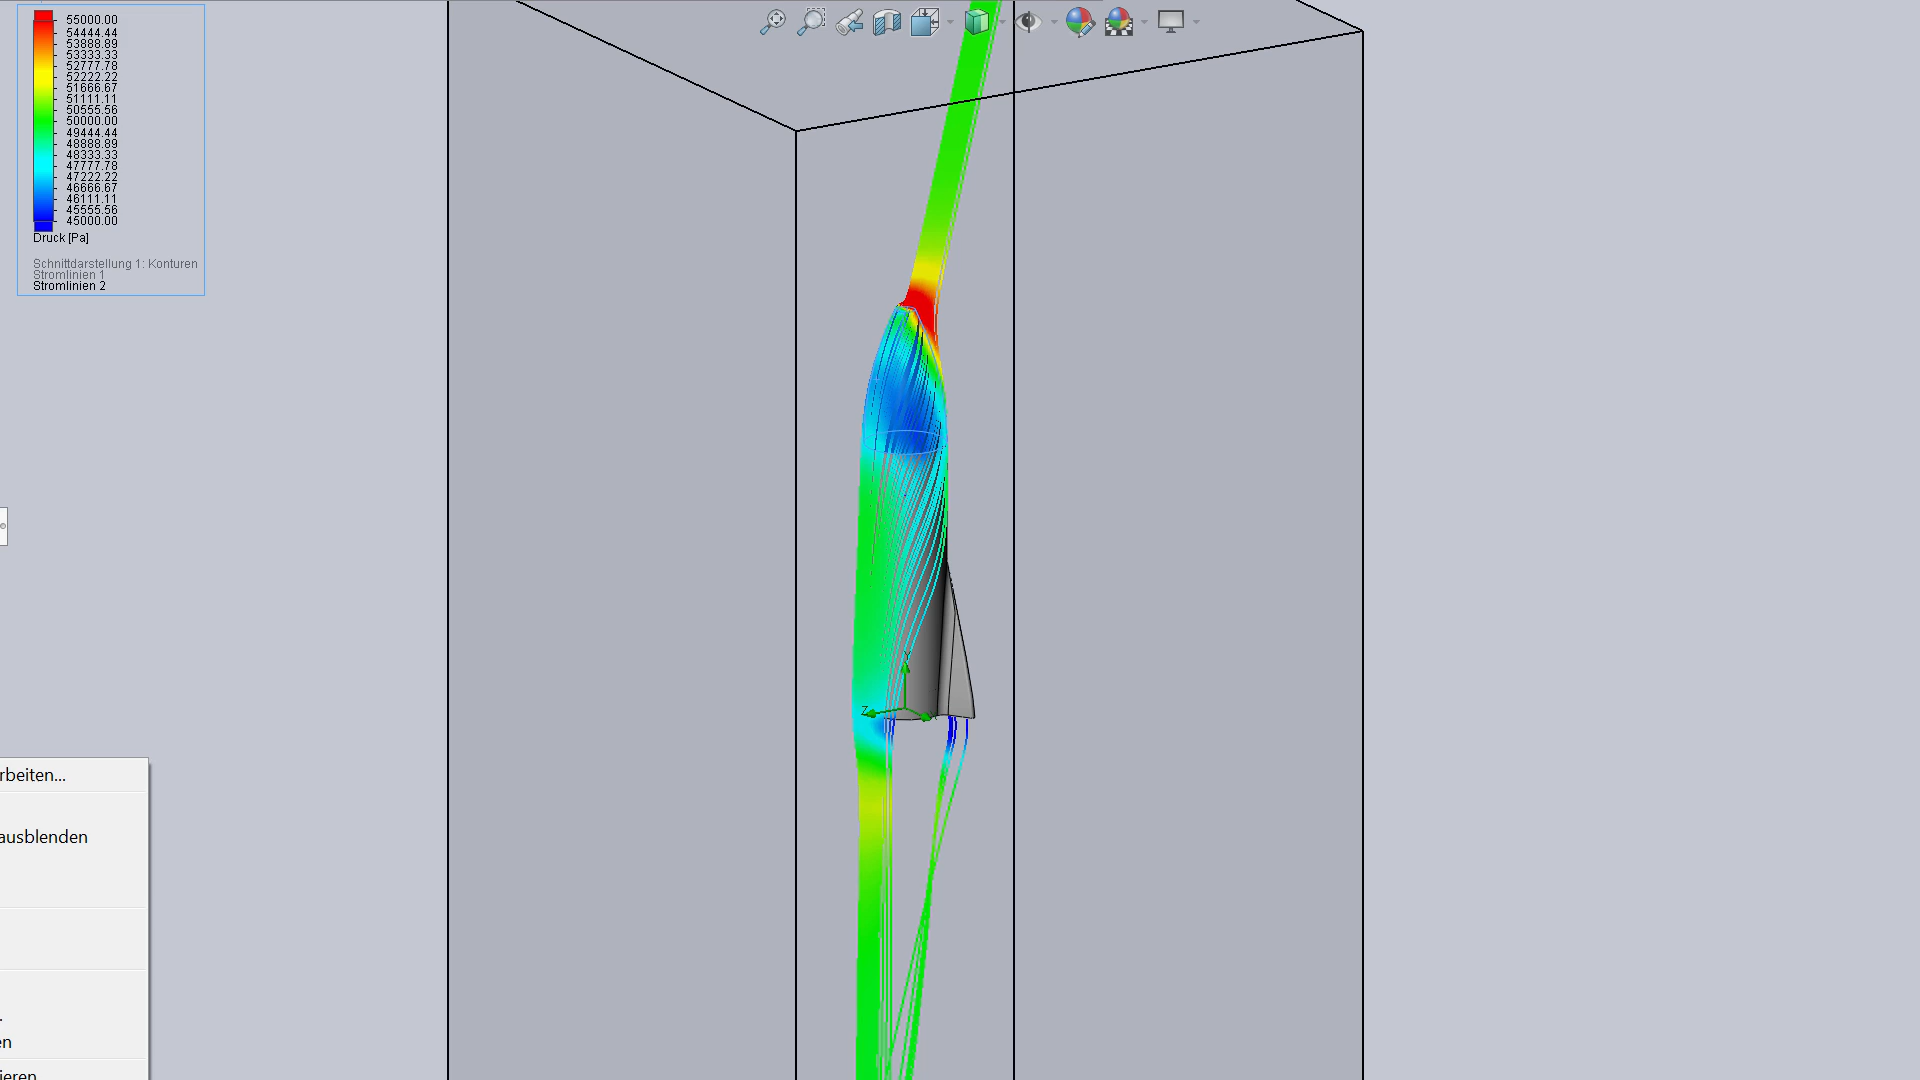 55000.00
54444.44
53888.89
53333.33
52777.78
52222.22
51666.67
51111.11
50555.56
50000.00
49444.44
48888.89
48333.33
47777.78
47222.22
46666.67
46111.11
45555.56
45000.00
Druck [Pa]
Schnittdarstellung 1: Konturen
Stromlinien 1
Stromlinien 2
Y
Z
X
rbeiten...
ausblenden
.
en
ieren